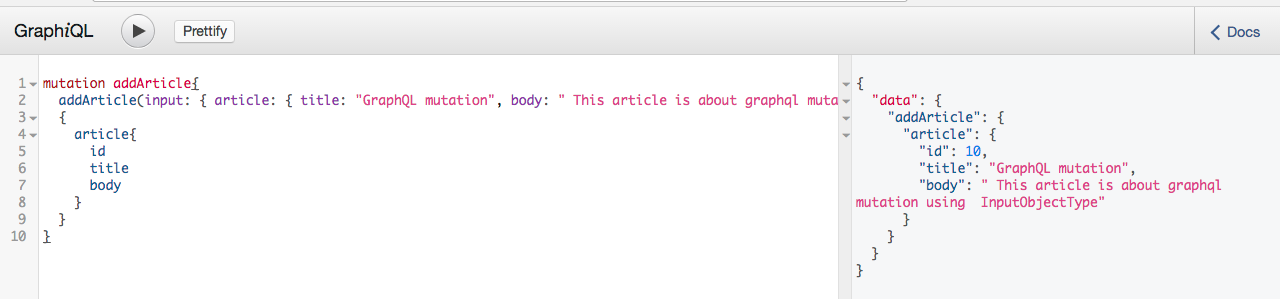 GraphiQL
Prettify
Docs
1 mutation addArticle{
2 addArticle(input: { article: { title: "GraphQL mutation", body: " This article is about graphql muta
3 {
4 article{
5 id
6 title
7 body
8 }
9 }
10 }
{
"data": {
"addArticle": {
"article": {
"id": 10,
"title": "GraphQL mutation",
"body": " This article is about graphql
mutation using  InputObjectType"
}
}
}
}